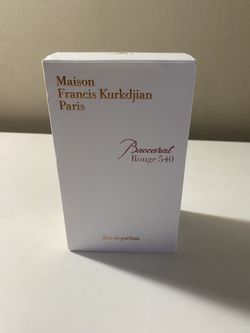 Maison
Francis Kurkdjian
Paris
Baccarat
Rouge 540
Eau de parfum